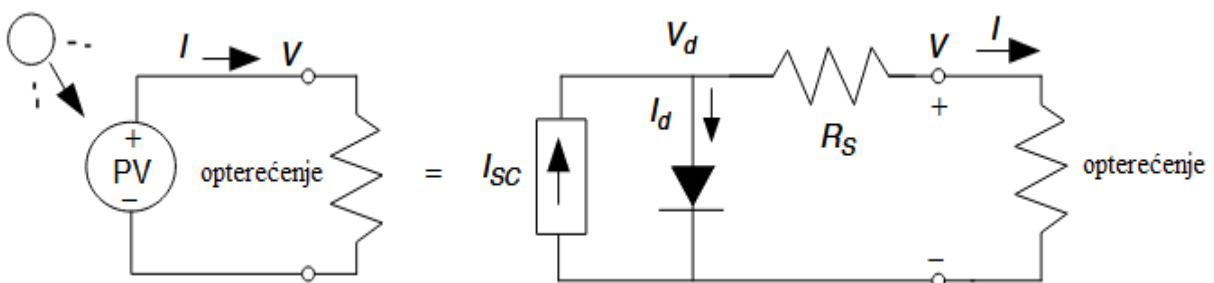 I V
+
PV
−
opterećenje
=
I_SC
V_d
I_d
R_S
V I
+
−
opterećenje